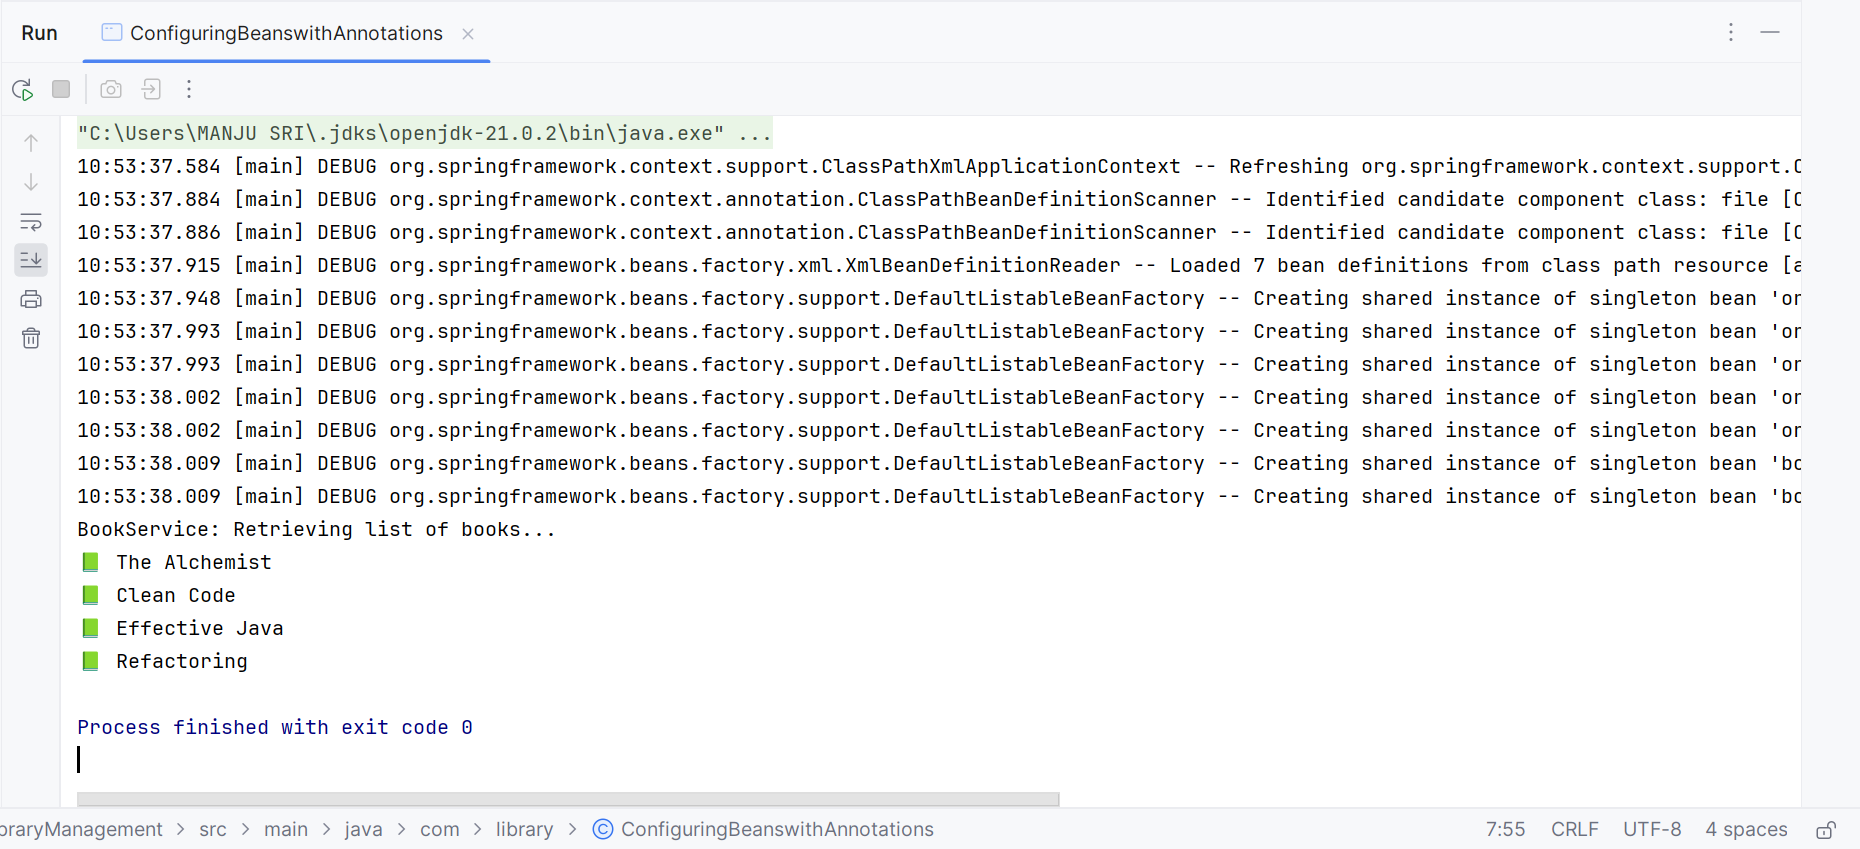 Run ConfiguringBeanswithAnnotations
"C:\Users\MANJU SRI\.jdks\openjdk-21.0.2\bin\java.exe" ...
10:53:37.584 [main] DEBUG org.springframework.context.support.ClassPathXmlApplicationContext -- Refreshing org.springframework.context.support.C
10:53:37.884 [main] DEBUG org.springframework.context.annotation.ClassPathBeanDefinitionScanner -- Identified candidate component class: file [C
10:53:37.886 [main] DEBUG org.springframework.context.annotation.ClassPathBeanDefinitionScanner -- Identified candidate component class: file [C
10:53:37.915 [main] DEBUG org.springframework.beans.factory.xml.XmlBeanDefinitionReader -- Loaded 7 bean definitions from class path resource [a
10:53:37.948 [main] DEBUG org.springframework.beans.factory.support.DefaultListableBeanFactory -- Creating shared instance of singleton bean 'or
10:53:37.993 [main] DEBUG org.springframework.beans.factory.support.DefaultListableBeanFactory -- Creating shared instance of singleton bean 'or
10:53:37.993 [main] DEBUG org.springframework.beans.factory.support.DefaultListableBeanFactory -- Creating shared instance of singleton bean 'or
10:53:38.002 [main] DEBUG org.springframework.beans.factory.support.DefaultListableBeanFactory -- Creating shared instance of singleton bean 'or
10:53:38.002 [main] DEBUG org.springframework.beans.factory.support.DefaultListableBeanFactory -- Creating shared instance of singleton bean 'or
10:53:38.009 [main] DEBUG org.springframework.beans.factory.support.DefaultListableBeanFactory -- Creating shared instance of singleton bean 'bo
10:53:38.009 [main] DEBUG org.springframework.beans.factory.support.DefaultListableBeanFactory -- Creating shared instance of singleton bean 'bo
BookService: Retrieving list of books...
📗 The Alchemist
📗 Clean Code
📗 Effective Java
📗 Refactoring
Process finished with exit code 0
braryManagement > src > main > java > com > library > ConfiguringBeanswithAnnotations 7:55 CRLF UTF-8 4 spaces